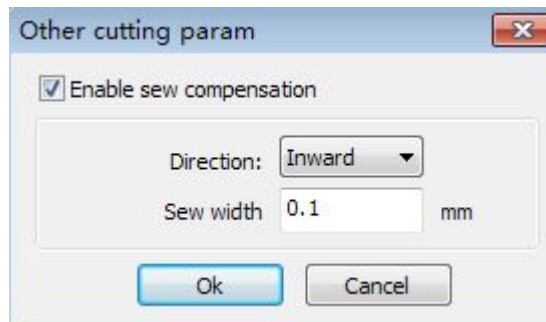 Other cutting param
Enable sew compensation
Direction: Inward
Sew width 0.1 mm
Ok Cancel